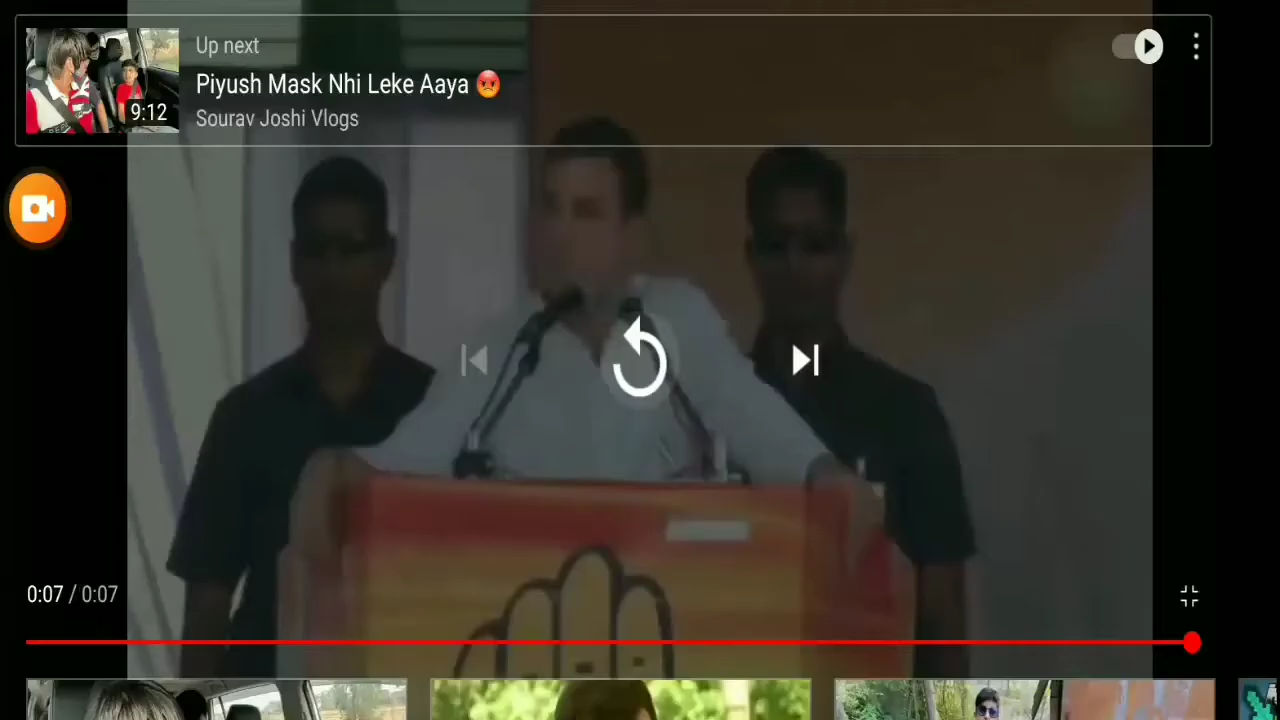 Up next
Piyush Mask Nhi Leke Aaya 😡
9:12
Sourav Joshi Vlogs
0:07 / 0:07